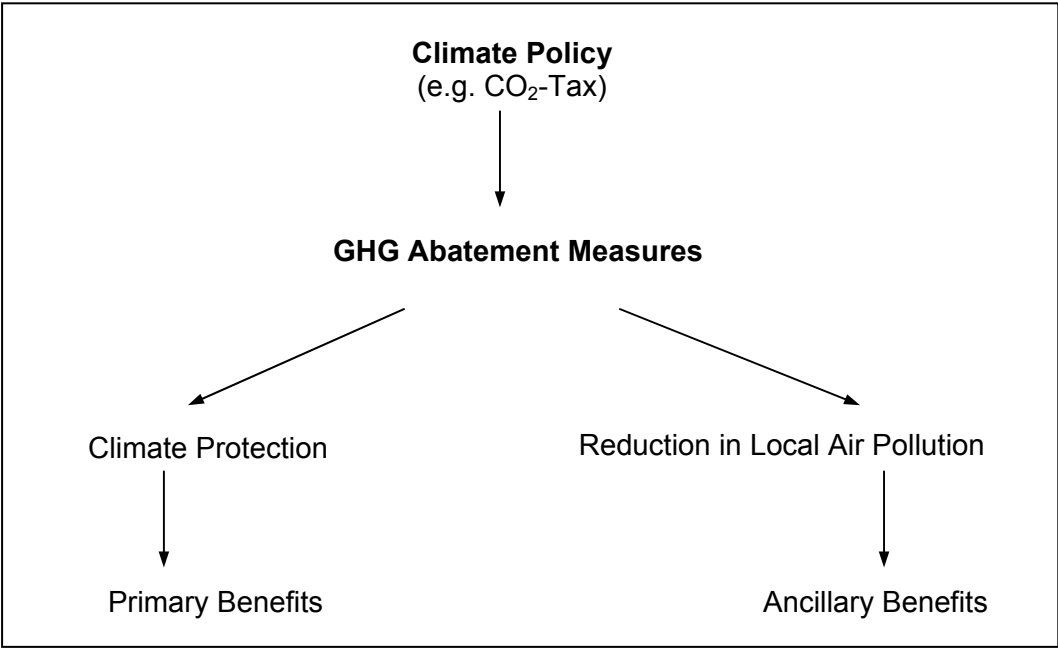 Climate Policy
(e.g. CO₂-Tax)
GHG Abatement Measures
Climate Protection
Reduction in Local Air Pollution
Primary Benefits
Ancillary Benefits